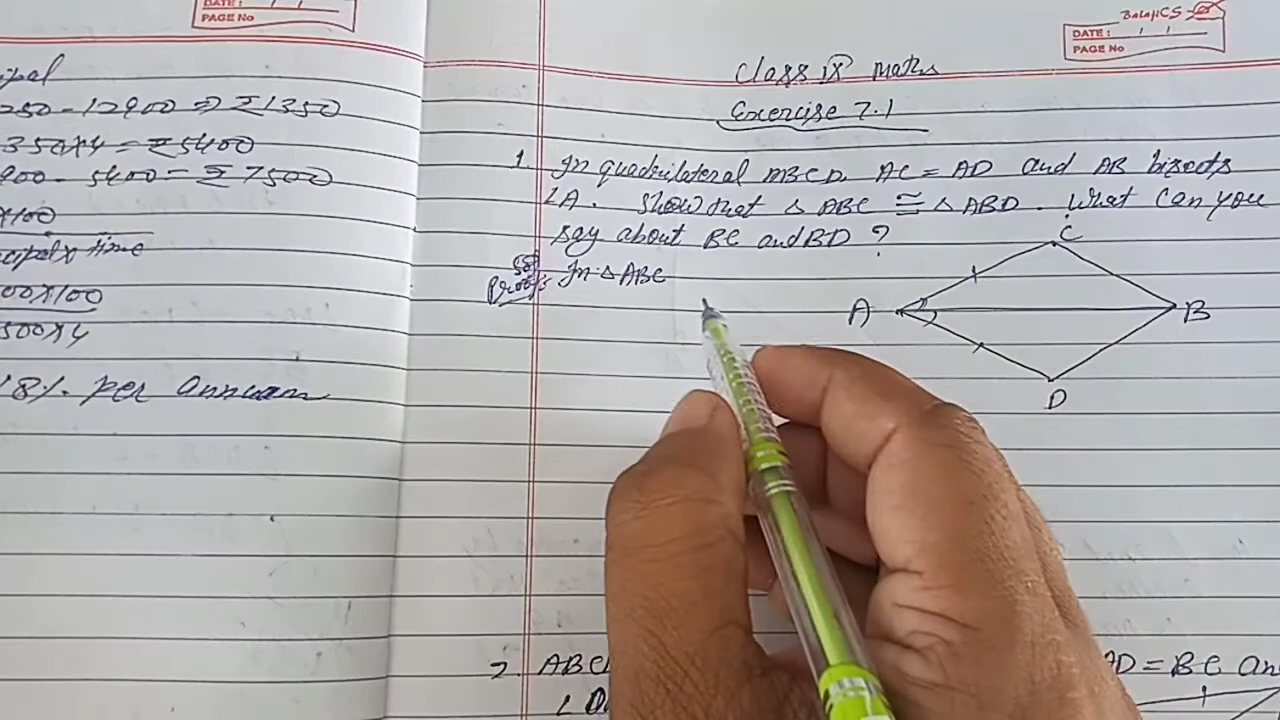 DATE: / /
PAGE No
250 - 12900 => ₹1350
350×4 = ₹5400
900 - 5400 = ₹7500
×100
time
00×100
500×4
18% per annum
BalajiCS
DATE: / /
PAGE No
Class IX Maths
Exercise 7.1
1. In quadrilateral ABCD, AC = AD and AB bisects
∠A. Show that △ABC ≅ △ABD. What can you
say about BC and BD?
Sol
Proof: In △ABC
C
A
B
D
2. ABC
AD = BC an
∠D